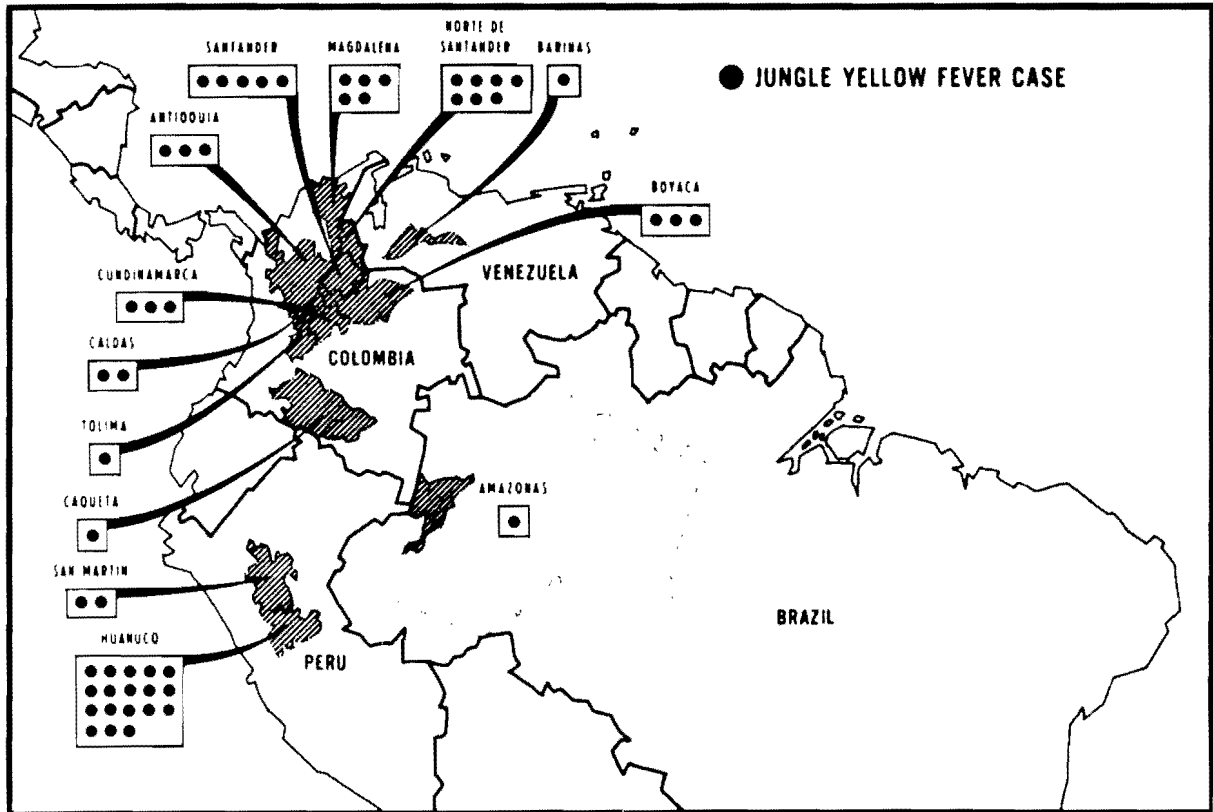 SANTANDER
MAGDALENA
NORTE DE
SANTANDER
BARINAS
JUNGLE YELLOW FEVER CASE
ANTIOQUIA
BOYACA
CUNDINAMARCA
VENEZUELA
CALDAS
COLOMBIA
TOLIMA
CAQUETA
AMAZONAS
SAN MARTIN
BRAZIL
HUANUCO
PERU